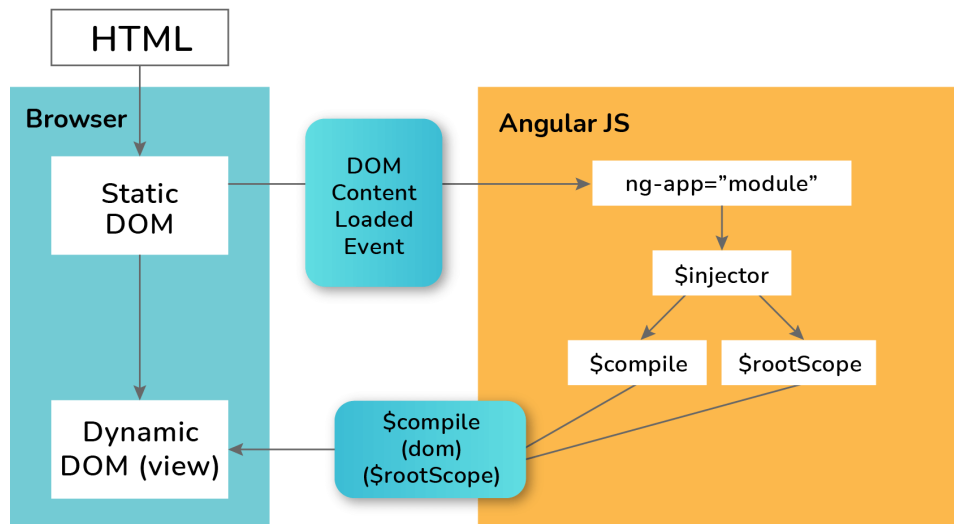 HTML
Browser
Static
DOM
DOM
Content
Loaded
Event
Angular JS
ng-app=”module”
$injector
$compile
$rootScope
Dynamic
DOM (view)
$compile
(dom)
($rootScope)